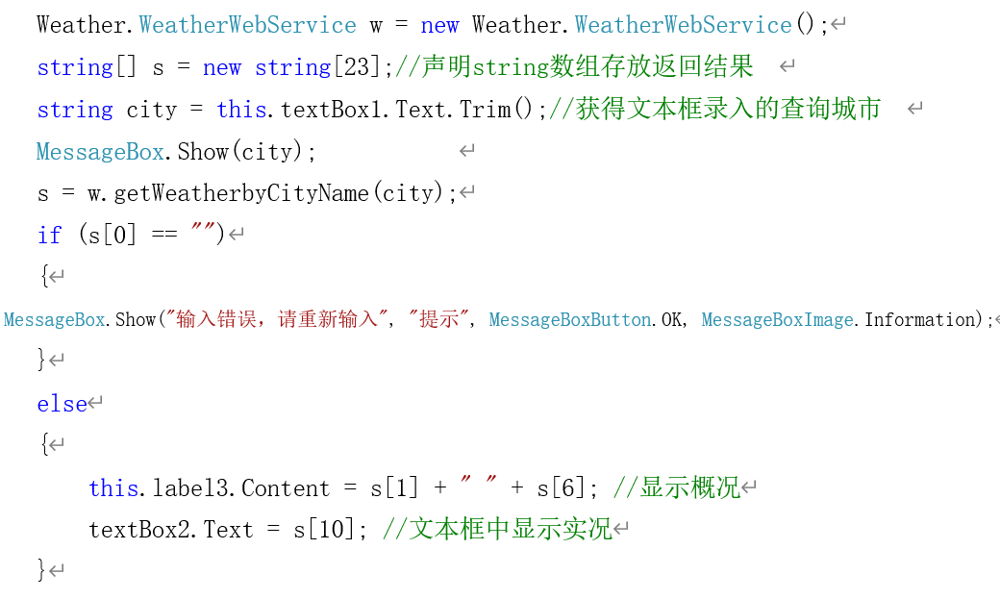 Weather.WeatherWebService w = new Weather.WeatherWebService();↵
string[] s = new string[23];//声明string数组存放返回结果 ↵
string city = this.textBox1.Text.Trim();//获得文本框录入的查询城市 ↵
MessageBox.Show(city); ↵
s = w.getWeatherbyCityName(city);↵
if (s[0] == "")↵
{↵
MessageBox.Show("输入错误，请重新输入", "提示", MessageBoxButton.OK, MessageBoxImage.Information);↵
}↵
else↵
{↵
this.label3.Content = s[1] + " " + s[6]; //显示概况↵
textBox2.Text = s[10]; //文本框中显示实况↵
}↵